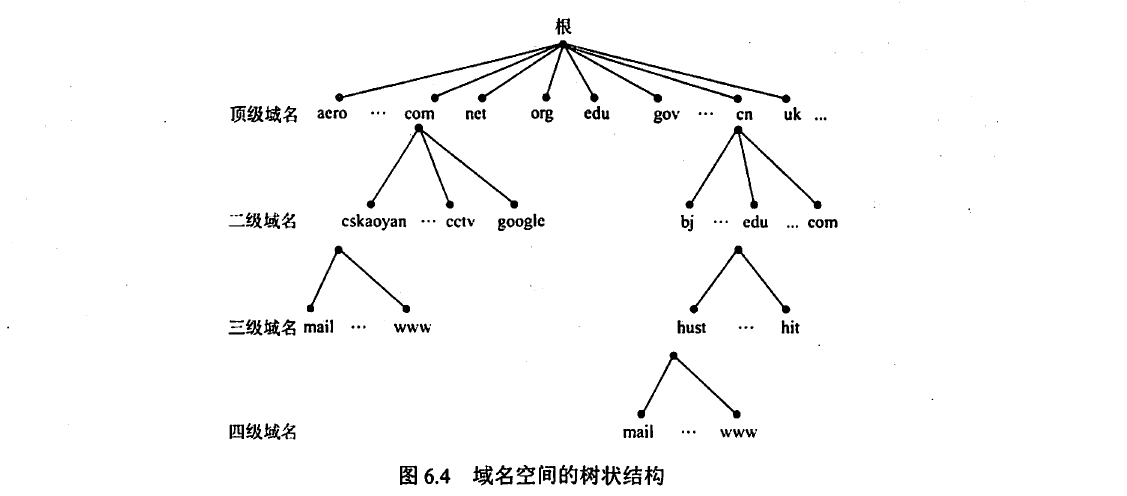 根
顶级域名 aero … com net org edu gov … cn uk ...
二级域名 cskaoyan … cctv google bj … edu ... com
三级域名 mail … www hust … hit
四级域名 mail … www
图 6.4 域名空间的树状结构